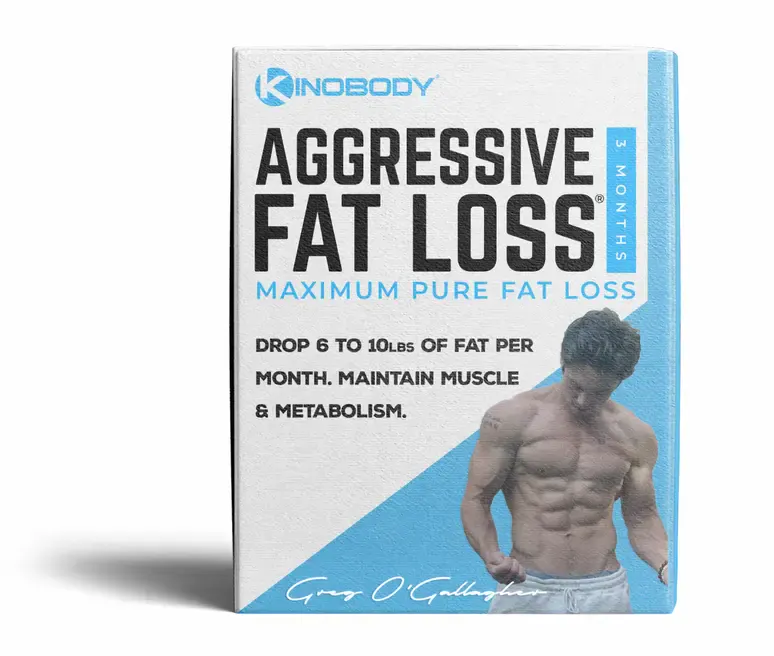 KINOBODY®
AGGRESSIVE
FAT LOSS®
3 MONTHS
MAXIMUM PURE FAT LOSS
DROP 6 TO 10LBS OF FAT PER
MONTH. MAINTAIN MUSCLE
& METABOLISM.
Greg O'Gallagher